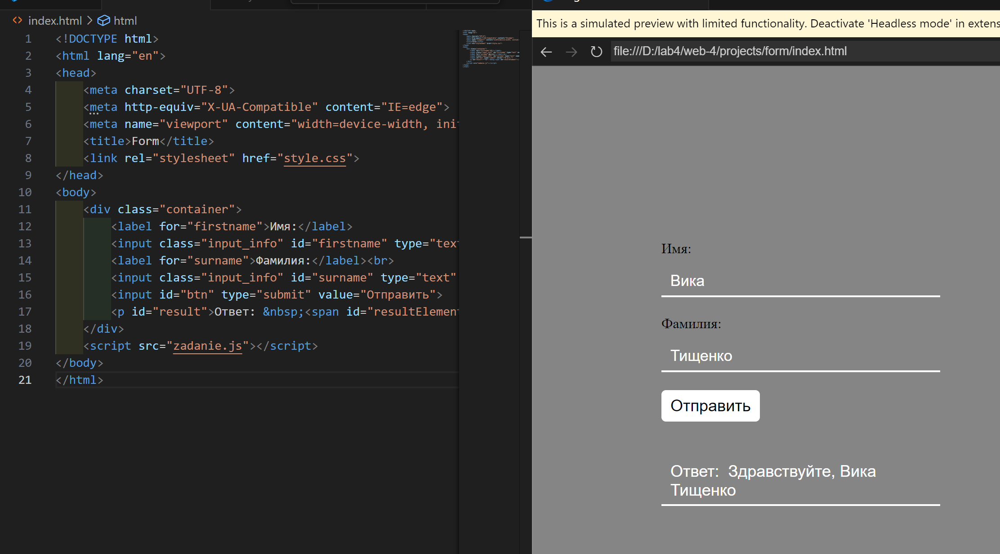 index.html > html
1 <!DOCTYPE html>
2 <html lang="en">
3 <head>
4 <meta charset="UTF-8">
5 <meta http-equiv="X-UA-Compatible" content="IE=edge">
6 <meta name="viewport" content="width=device-width, init
7 <title>Form</title>
8 <link rel="stylesheet" href="style.css">
9 </head>
10 <body>
11 <div class="container">
12 <label for="firstname">Имя:</label>
13 <input class="input_info" id="firstname" type="text
14 <label for="surname">Фамилия:</label><br>
15 <input class="input_info" id="surname" type="text"
16 <input id="btn" type="submit" value="Отправить">
17 <p id="result">Ответ: &nbsp;<span id="resultElement
18 </div>
19 <script src="zadanie.js"></script>
20 </body>
21 </html>
This is a simulated preview with limited functionality. Deactivate 'Headless mode' in extens
file:///D:/lab4/web-4/projects/form/index.html
Имя:
Вика
Фамилия:
Тищенко
Отправить
Ответ: Здравствуйте, Вика
Тищенко